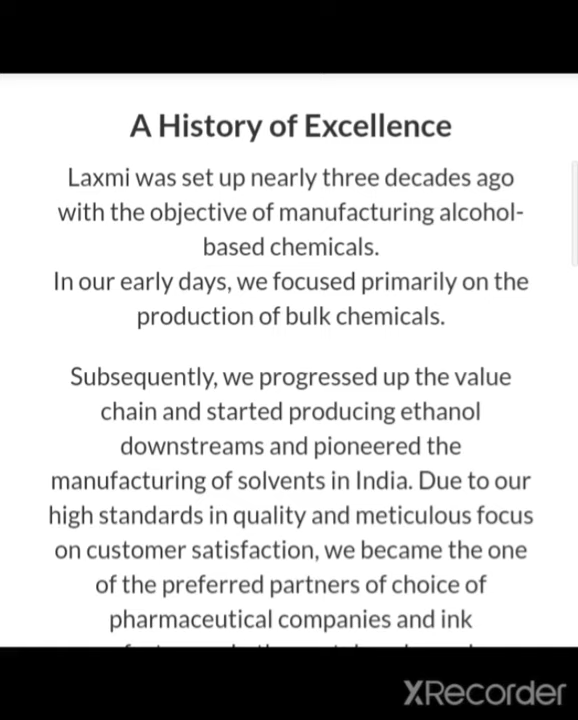 A History of Excellence
Laxmi was set up nearly three decades ago
with the objective of manufacturing alcohol-
based chemicals.
In our early days, we focused primarily on the
production of bulk chemicals.
Subsequently, we progressed up the value
chain and started producing ethanol
downstreams and pioneered the
manufacturing of solvents in India. Due to our
high standards in quality and meticulous focus
on customer satisfaction, we became the one
of the preferred partners of choice of
pharmaceutical companies and ink
XRecorder